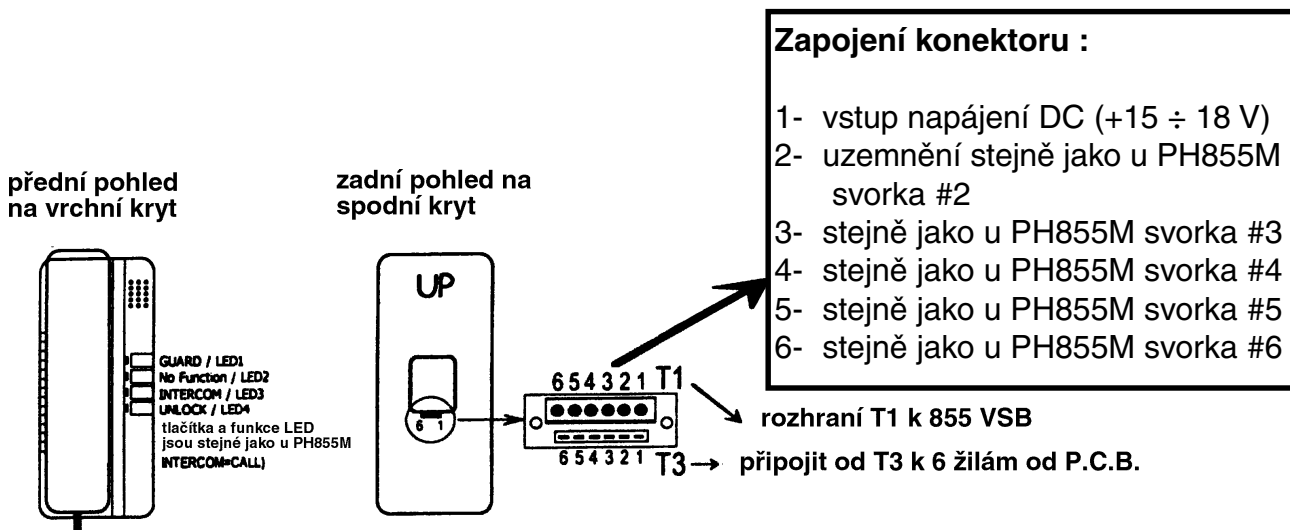 Zapojení konektoru :
1- vstup napájení DC (+15 ÷ 18 V)
2- uzemnění stejně jako u PH855M
svorka #2
3- stejně jako u PH855M svorka #3
4- stejně jako u PH855M svorka #4
5- stejně jako u PH855M svorka #5
6- stejně jako u PH855M svorka #6
přední pohled
na vrchní kryt
zadní pohled na
spodní kryt
UP
GUARD / LED1
No Function / LED2
INTERCOM / LED3
UNLOCK / LED4
tlačítka a funkce LED
jsou stejné jako u PH855M
INTERCOM=CALL)
6 1
6 5 4 3 2 1 T1
rozhraní T1 k 855 VSB
6 5 4 3 2 1 T3
připojit od T3 k 6 žilám od P.C.B.